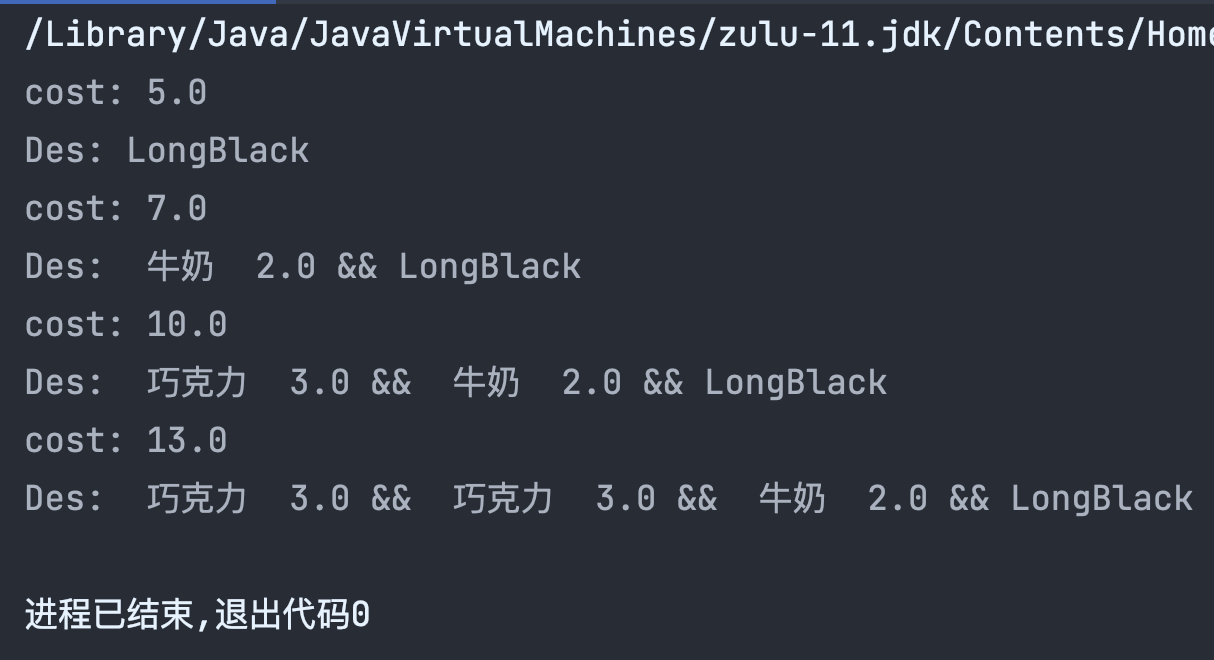 /Library/Java/JavaVirtualMachines/zulu-11.jdk/Contents/Home
cost: 5.0
Des: LongBlack
cost: 7.0
Des:  牛奶  2.0 && LongBlack
cost: 10.0
Des:  巧克力  3.0 &&  牛奶  2.0 && LongBlack
cost: 13.0
Des:  巧克力  3.0 &&  巧克力  3.0 &&  牛奶  2.0 && LongBlack
进程已结束,退出代码0